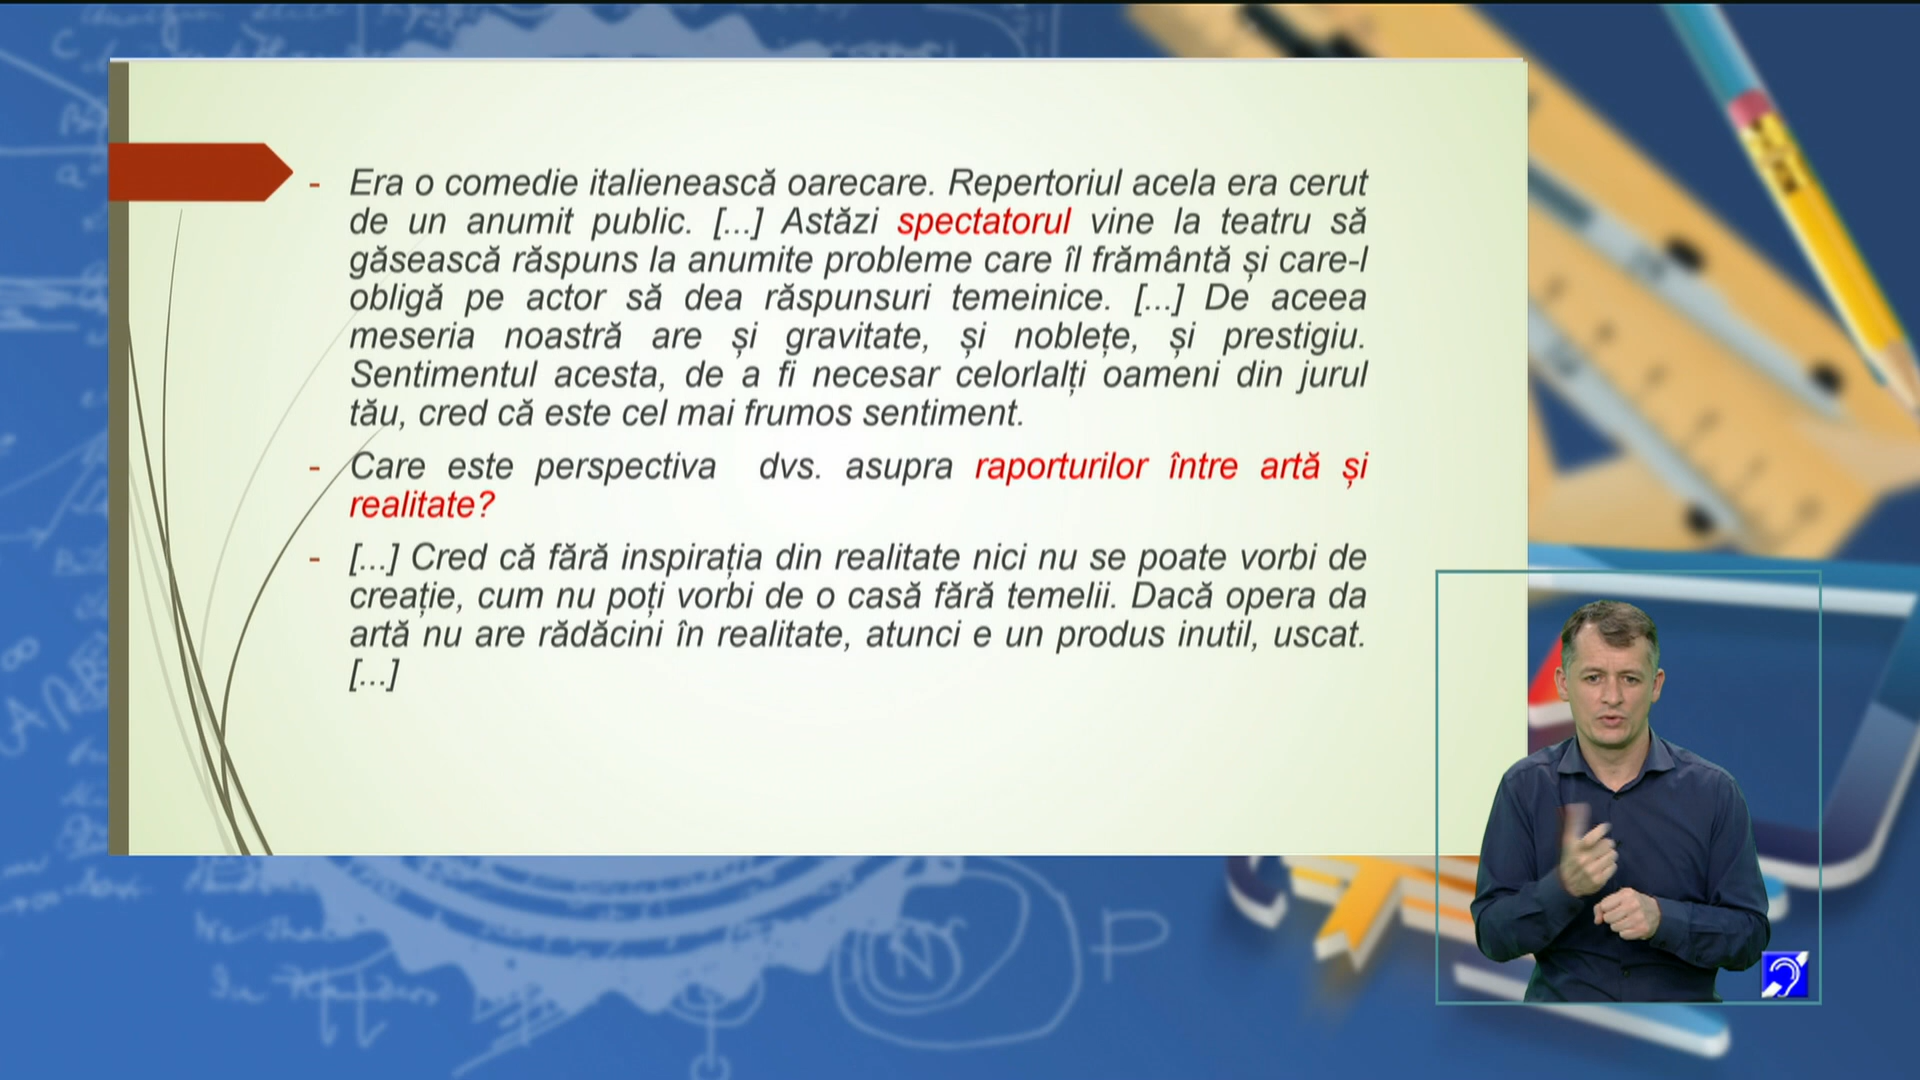 - Era o comedie italienească oarecare. Repertoriul acela era cerut
de un anumit public. [...] Astăzi spectatorul vine la teatru să
găsească răspuns la anumite probleme care îl frământă și care-l
obligă pe actor să dea răspunsuri temeinice. [...] De aceea
meseria noastră are și gravitate, și noblețe, și prestigiu.
Sentimentul acesta, de a fi necesar celorlalți oameni din jurul
tău, cred că este cel mai frumos sentiment.
- Care este perspectiva dvs. asupra raporturilor între artă și
realitate?
- [...] Cred că fără inspirația din realitate nici nu se poate vorbi de
creație, cum nu poți vorbi de o casă fără temelii. Dacă opera da
artă nu are rădăcini în realitate, atunci e un produs inutil, uscat.
[...]
N
P